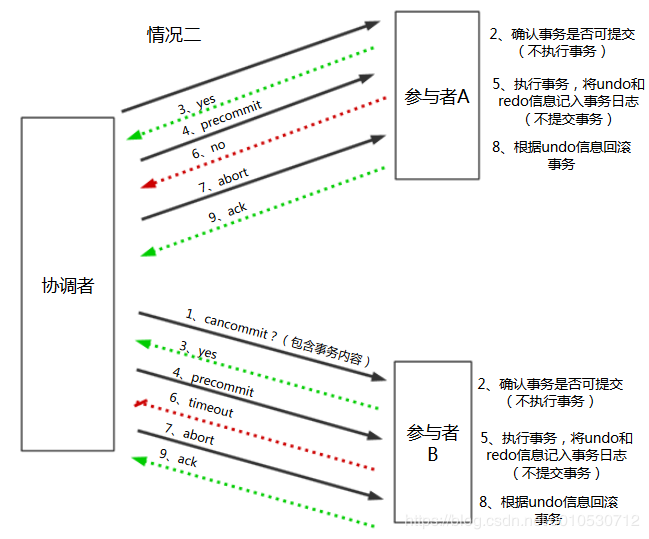 情况二
3、yes
4、precommit
6、no
7、abort
9、ack
参与者A
2、确认事务是否可提交
（不执行事务）
5、执行事务，将undo和
redo信息记入事务日志
（不提交事务）
8、根据undo信息回滚
事务
协调者
1、cancommit？（包含事务内容）
3、yes
4、precommit
6、timeout
7、abort
9、ack
参与者
B
2、确认事务是否可提交
（不执行事务）
5、执行事务，将undo和
redo信息记入事务日志
（不提交事务）
8、根据undo信息回滚
事务